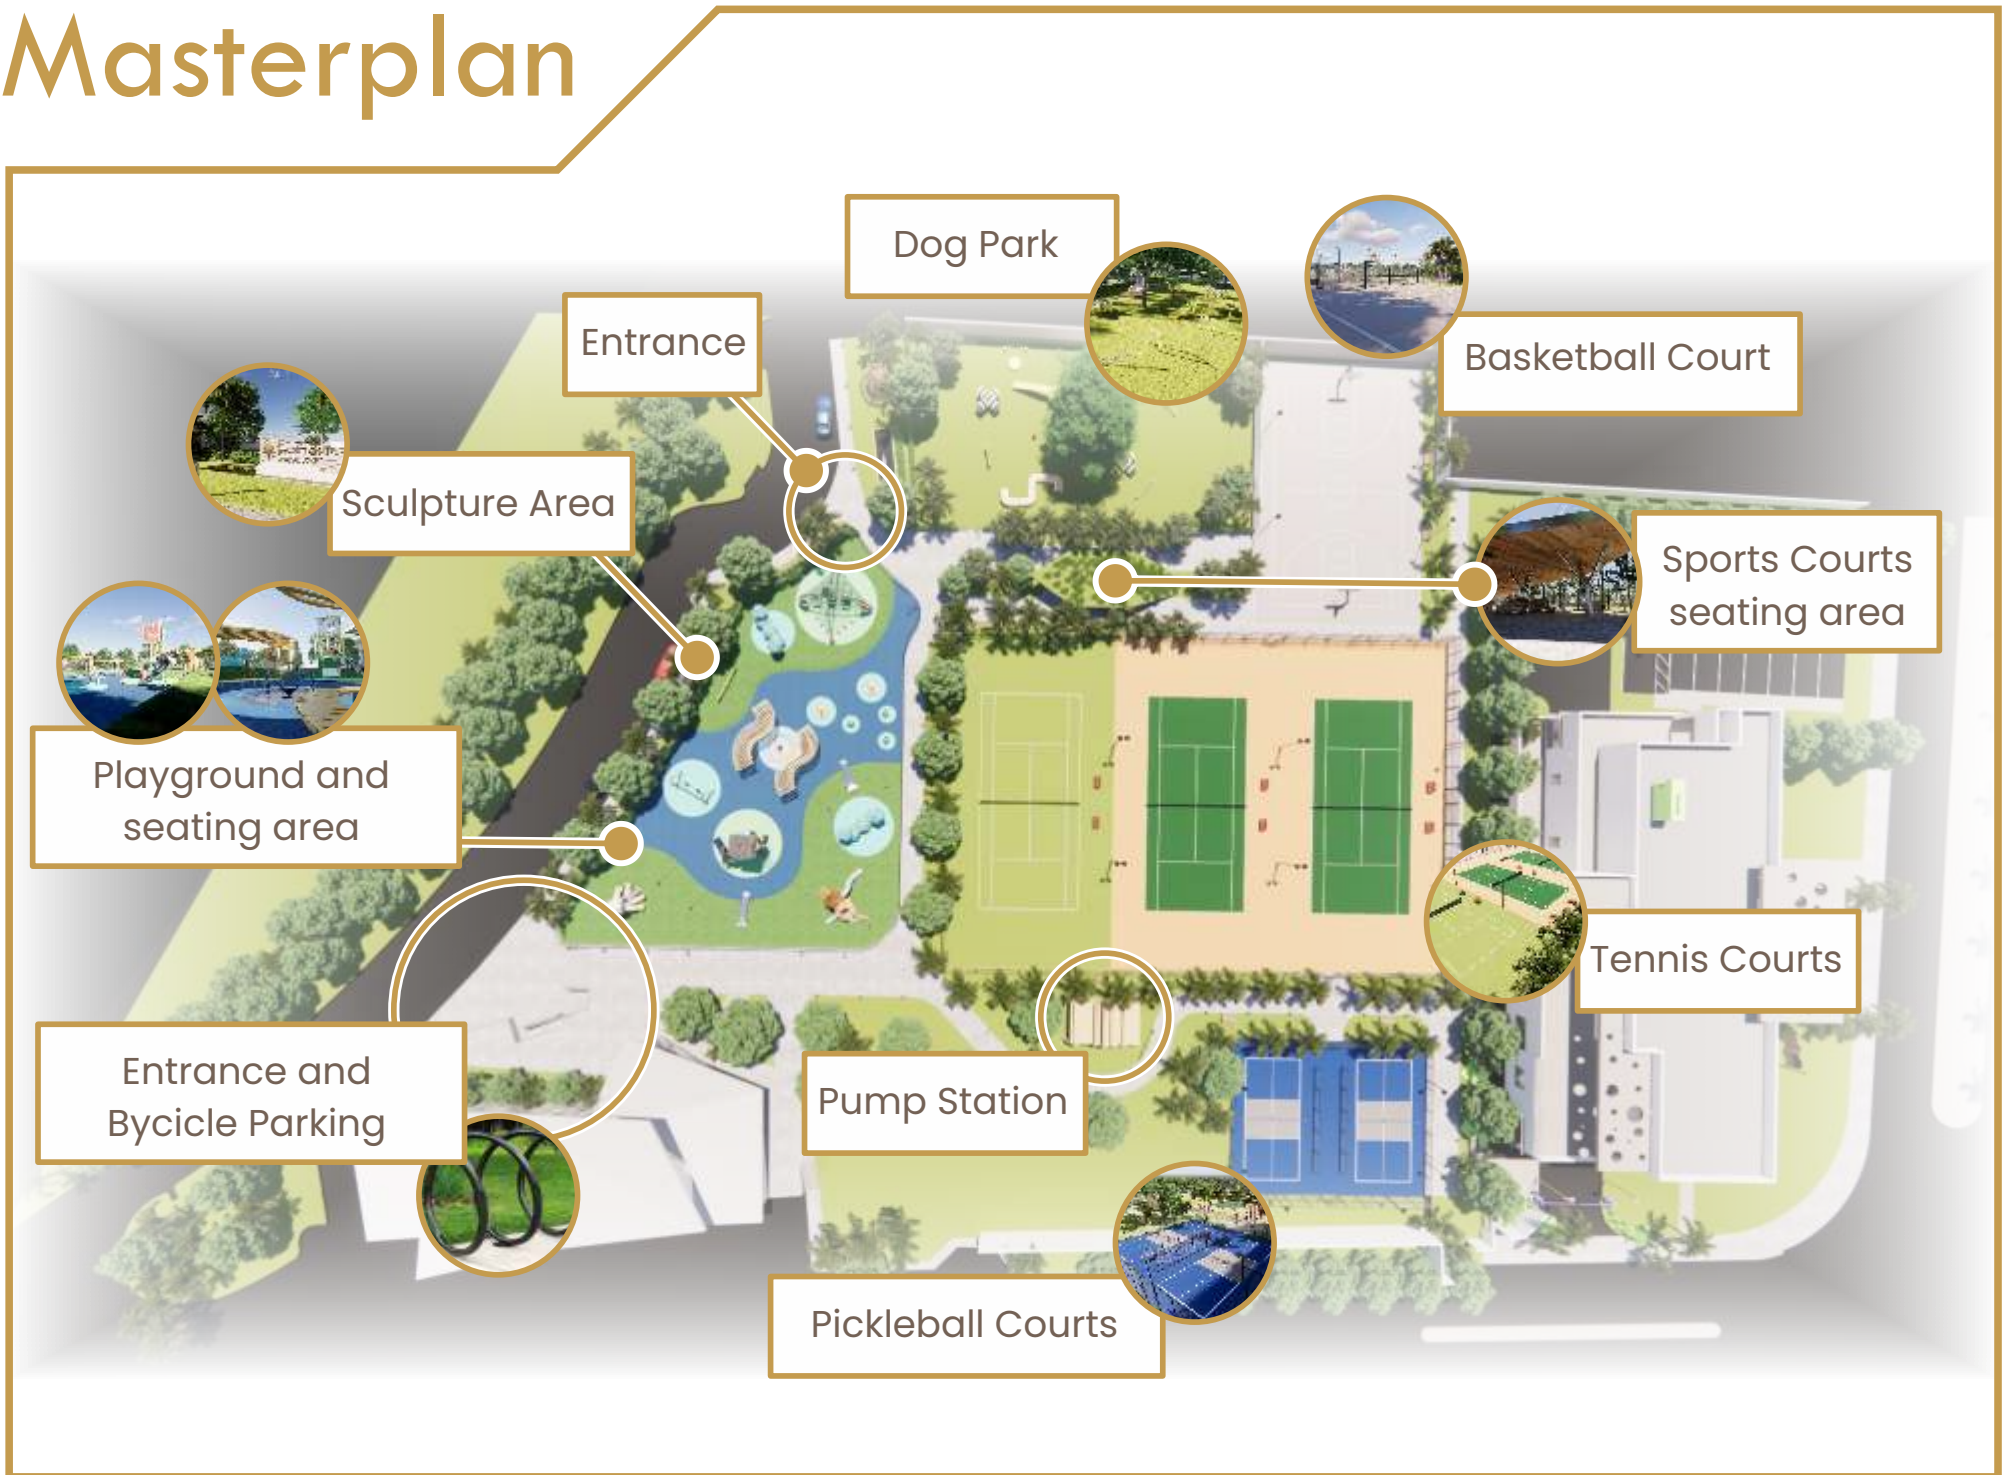 Masterplan
Dog Park
Entrance
Basketball Court
Sculpture Area
Sports Courts
seating area
Playground and
seating area
Tennis Courts
Entrance and
Bycicle Parking
Pump Station
Pickleball Courts